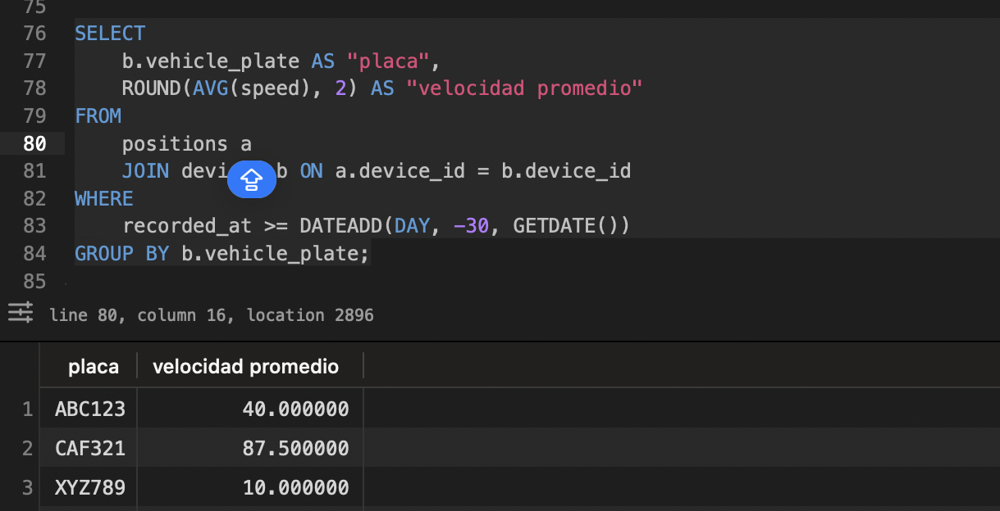 75
76 SELECT
77 b.vehicle_plate AS "placa",
78 ROUND(AVG(speed), 2) AS "velocidad promedio"
79 FROM
80 positions a
81 JOIN devi b ON a.device_id = b.device_id
82 WHERE
83 recorded_at >= DATEADD(DAY, -30, GETDATE())
84 GROUP BY b.vehicle_plate;
85
line 80, column 16, location 2896
placa velocidad promedio
1 ABC123 40.000000
2 CAF321 87.500000
3 XYZ789 10.000000